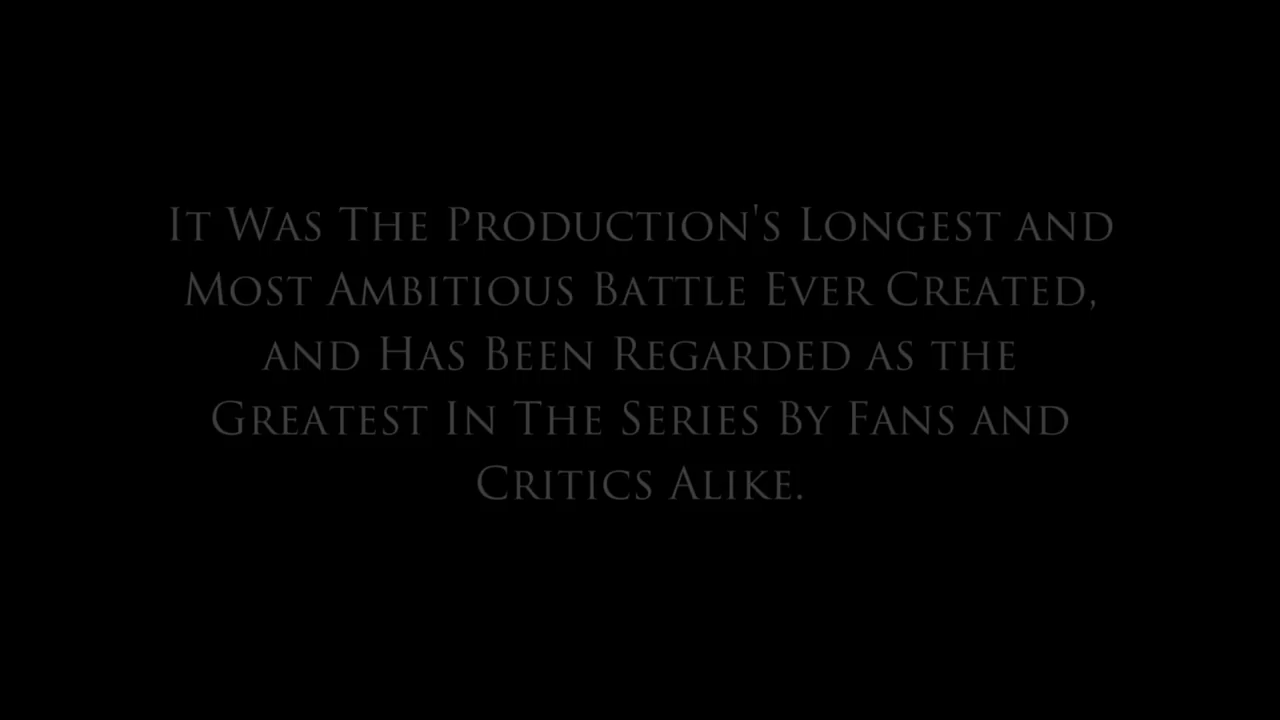 It Was The Production's Longest and
Most Ambitious Battle Ever Created,
and Has Been Regarded as the
Greatest In The Series By Fans and
Critics Alike.